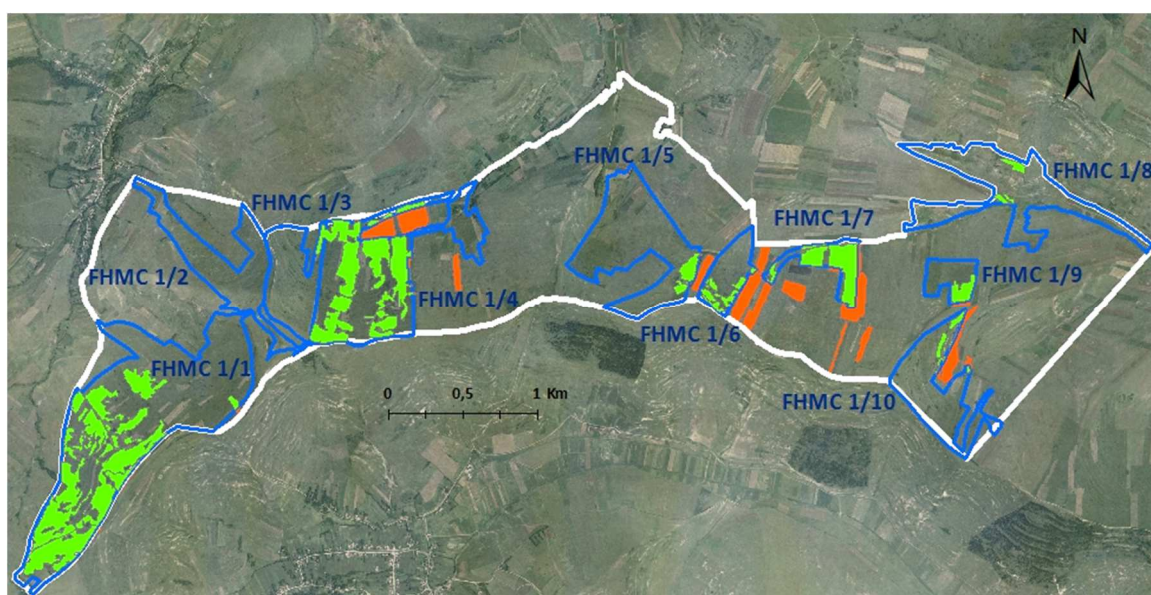 N
FHMC 1/5
FHMC 1/8
FHMC 1/3
FHMC 1/7
FHMC 1/2
FHMC 1/9
FHMC 1/4
FHMC 1/6
FHMC 1/1
0 0,5 1 Km
FHMC 1/10